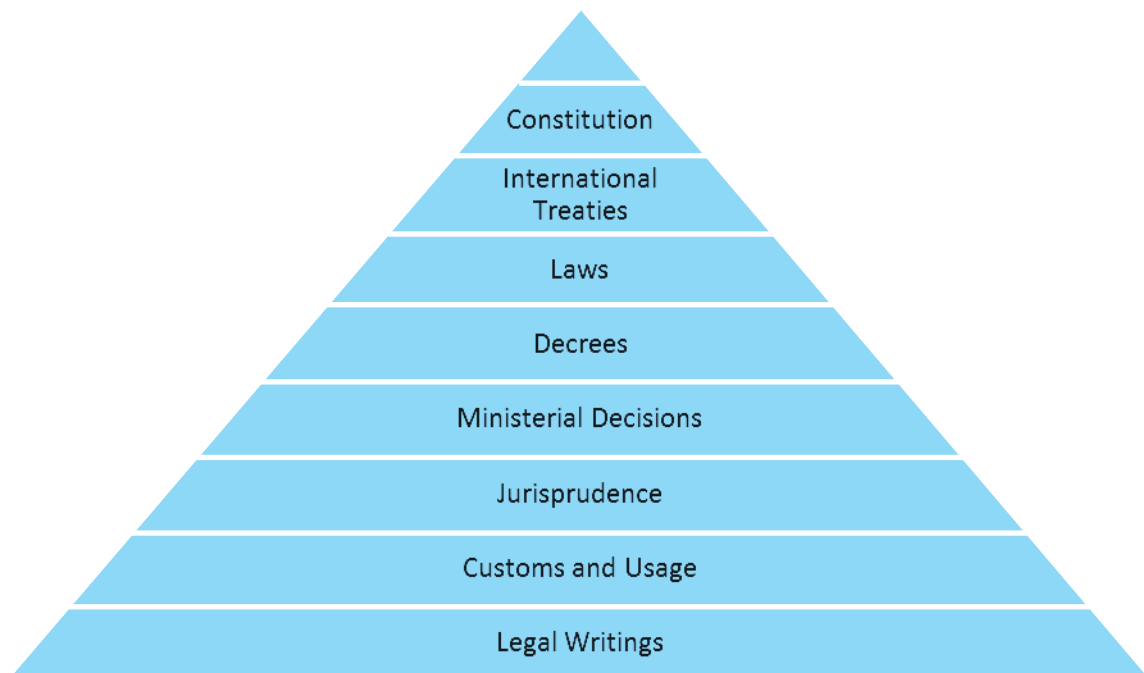 Constitution
International
Treaties
Laws
Decrees
Ministerial Decisions
Jurisprudence
Customs and Usage
Legal Writings